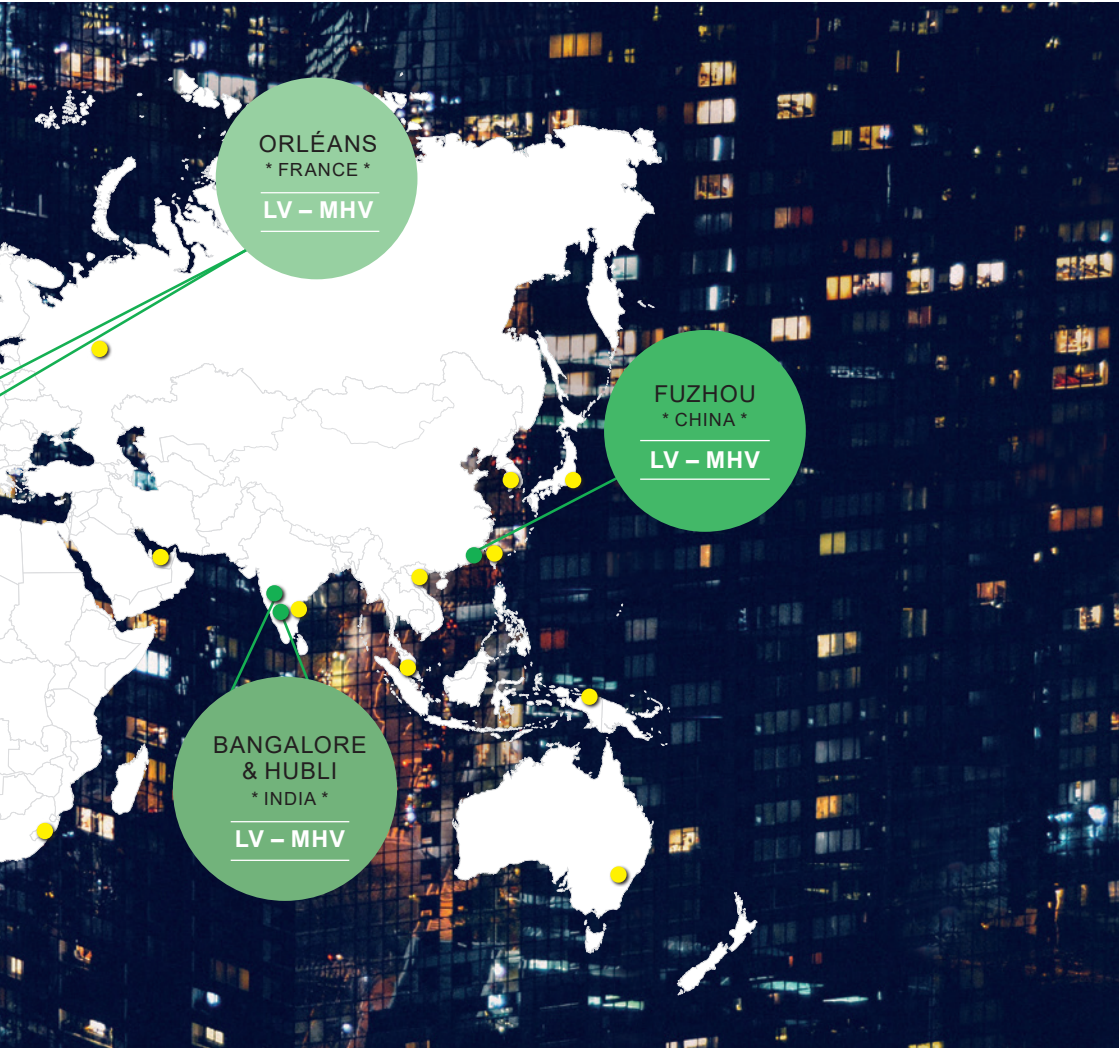 ORLÉANS
* FRANCE *
LV – MHV
FUZHOU
* CHINA *
LV – MHV
BANGALORE
& HUBLI
* INDIA *
LV – MHV